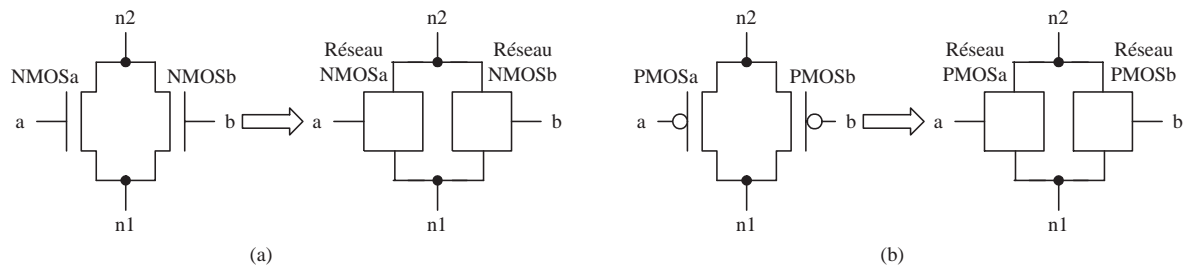 n2
NMOSa
NMOSb
a
b
n1
n2
Réseau
NMOSa
Réseau
NMOSb
a
b
n1
(a)
n2
PMOSa
PMOSb
a
b
n1
n2
Réseau
PMOSa
Réseau
PMOSb
a
b
n1
(b)